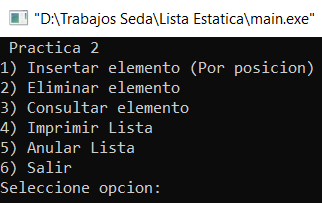 "D:\Trabajos Seda\Lista Estatica\main.exe"
Practica 2
1) Insertar elemento (Por posicion)
2) Eliminar elemento
3) Consultar elemento
4) Imprimir Lista
5) Anular Lista
6) Salir
Seleccione opcion: